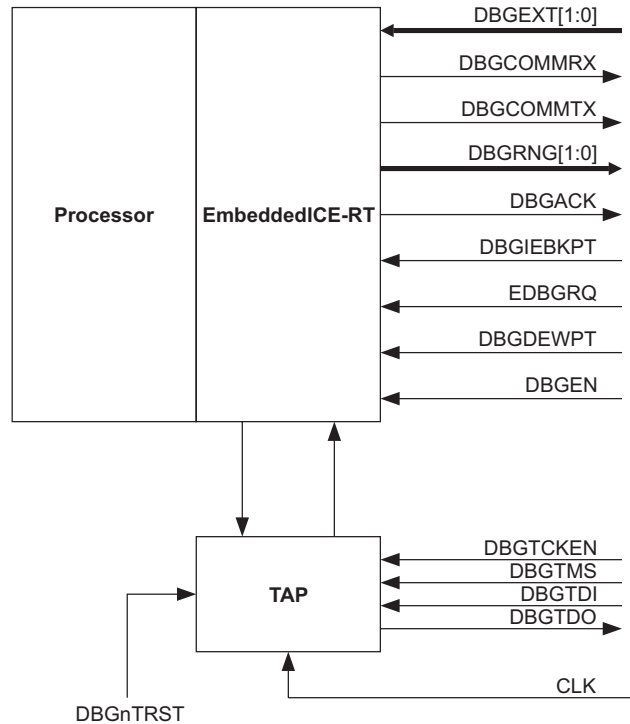 DBGEXT[1:0]
DBGCOMMRX
DBGCOMMTX
DBGRNG[1:0]
Processor
EmbeddedICE-RT
DBGACK
DBGIEBKPT
EDBGRQ
DBGDEWPT
DBGEN
DBGTCKEN
DBGTMS
TAP
DBGTDI
DBGTDO
CLK
DBGnTRST